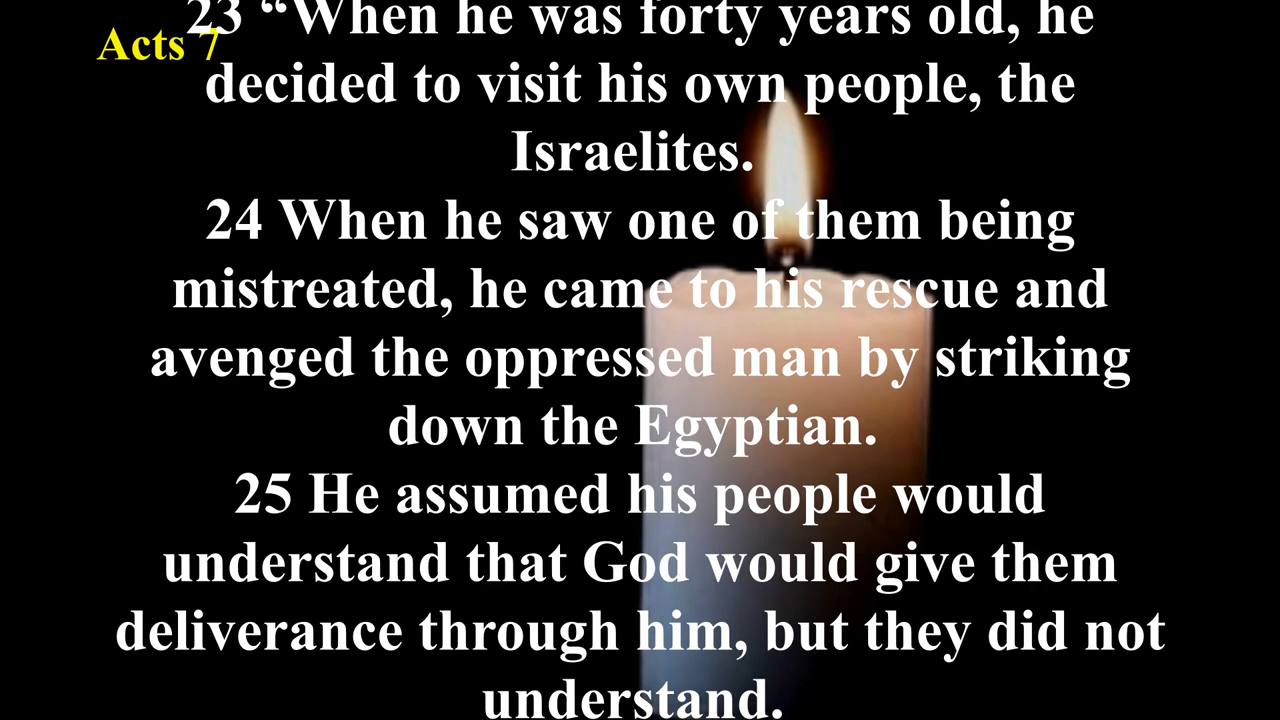 23 “When he was forty years old, he
Acts 7
decided to visit his own people, the
Israelites.
24 When he saw one of them being
mistreated, he came to his rescue and
avenged the oppressed man by striking
down the Egyptian.
25 He assumed his people would
understand that God would give them
deliverance through him, but they did not
understand.